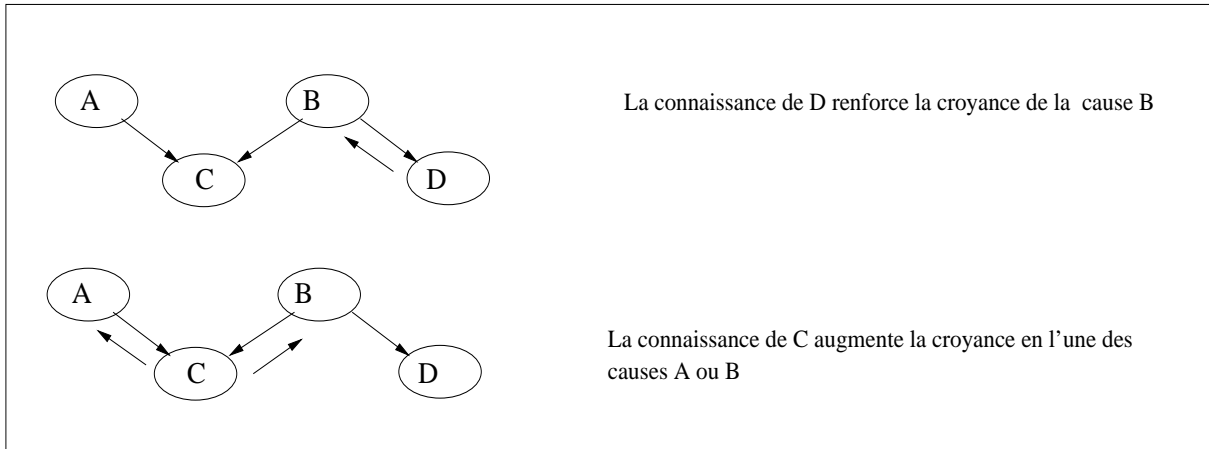 A B
La connaissance de D renforce la croyance de la cause B
C D
A B
La connaissance de C augmente la croyance en l'une des
causes A ou B
C D